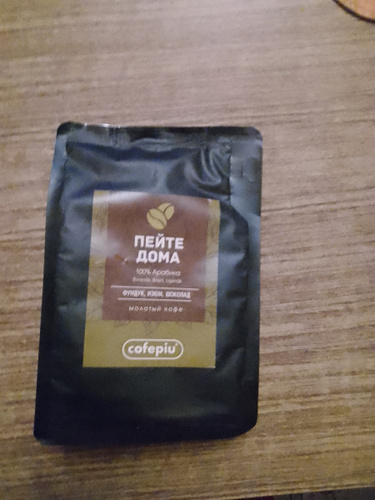 ПЕЙТЕ
ДОМА
100% Арабика
ФУНДУК, ИЗЮМ, ШОКОЛАД
молотый кофе
cofepiu